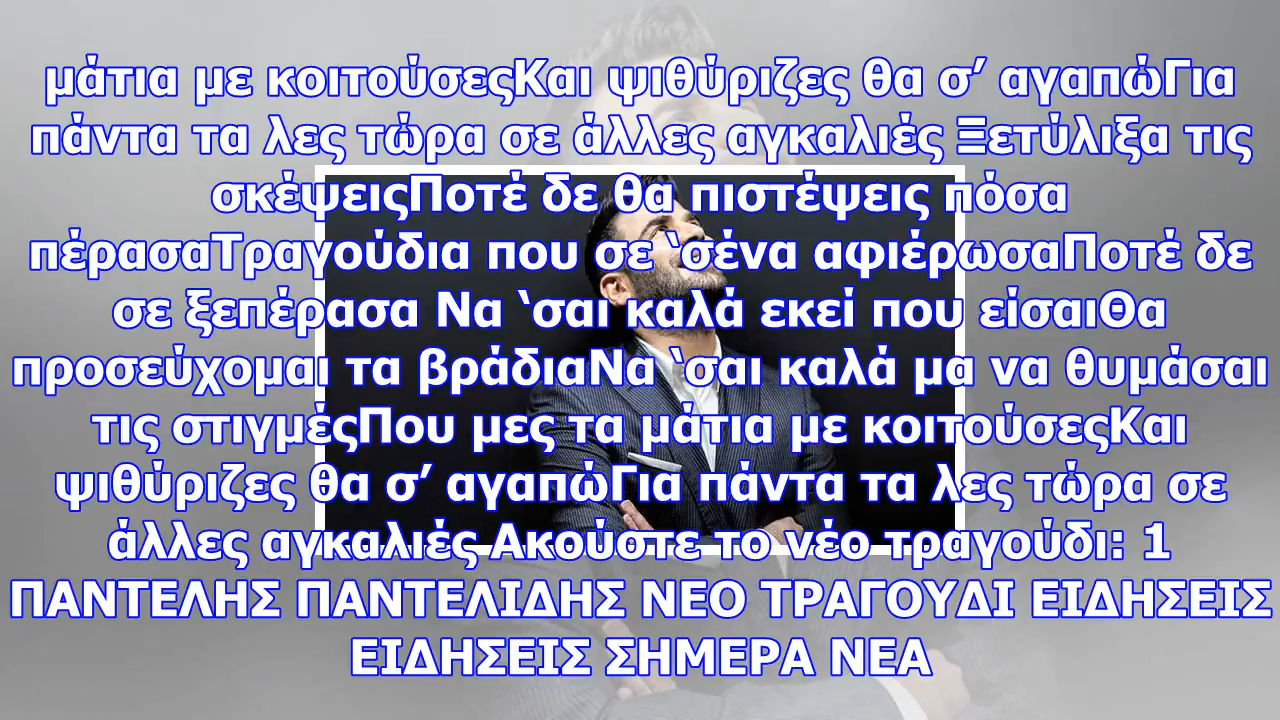 μάτια με κοιτούσεςΚαι ψιθύριζες θα σ’ αγαπώΓια
πάντα τα λες τώρα σε άλλες αγκαλιές Ξετύλιξα τις
σκέψειςΠοτέ δε θα πιστέψεις πόσα
πέρασαΤραγούδια που σε ‘σένα αφιέρωσαΠοτέ δε
σε ξεπέρασα Να ‘σαι καλά εκεί που είσαιΘα
προσεύχομαι τα βράδιαΝα ‘σαι καλά μα να θυμάσαι
τις στιγμέςΠου μες τα μάτια με κοιτούσεςΚαι
ψιθύριζες θα σ’ αγαπώΓια πάντα τα λες τώρα σε
άλλες αγκαλιές Ακούστε το νέο τραγούδι: 1
ΠΑΝΤΕΛΗΣ ΠΑΝΤΕΛΙΔΗΣ ΝΕΟ ΤΡΑΓΟΥΔΙ ΕΙΔΗΣΕΙΣ
ΕΙΔΗΣΕΙΣ ΣΗΜΕΡΑ ΝΕΑ